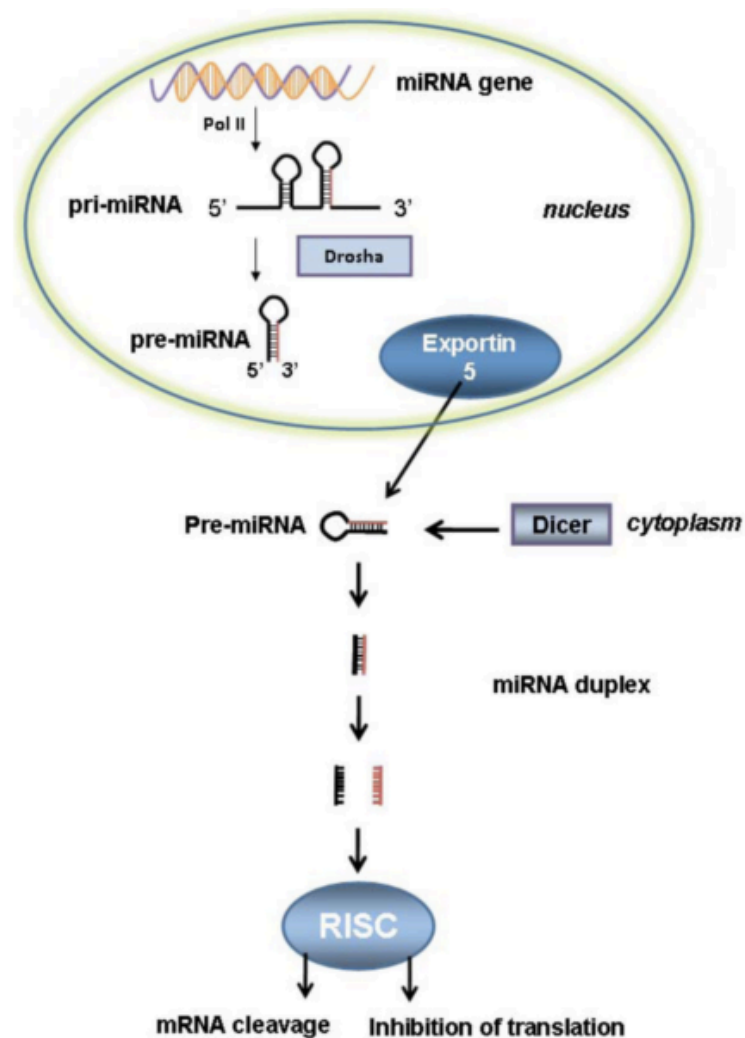 miRNA gene
Pol II
pri-miRNA 5’ 3’
nucleus
Drosha
pre-miRNA
5’ 3’
Exportin
5
Pre-miRNA
Dicer
cytoplasm
miRNA duplex
RISC
mRNA cleavage
Inhibition of translation